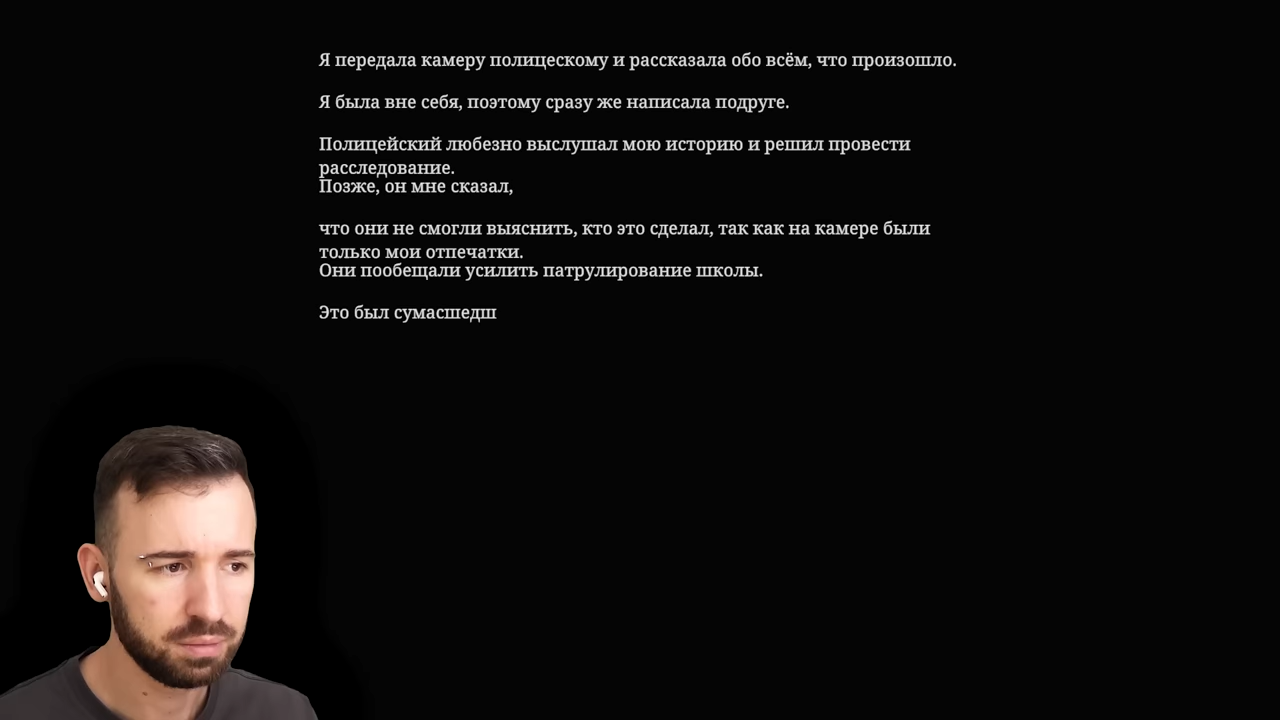 Я передала камеру полицескому и рассказала обо всём, что произошло.
Я была вне себя, поэтому сразу же написала подруге.
Полицейский любезно выслушал мою историю и решил провести
расследование.
Позже, он мне сказал,
что они не смогли выяснить, кто это сделал, так как на камере были
только мои отпечатки.
Они пообещали усилить патрулирование школы.
Это был сумасшедш